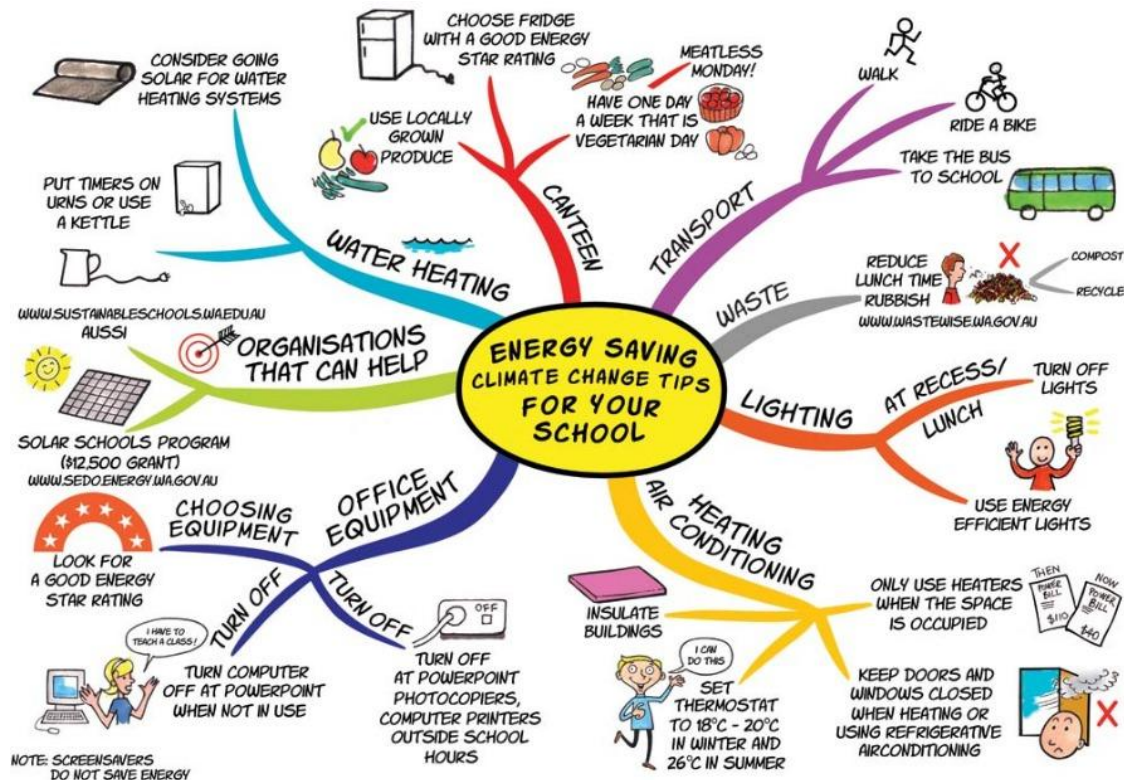 ENERGY SAVING
CLIMATE CHANGE TIPS
FOR YOUR
SCHOOL
WATER HEATING
CONSIDER GOING
SOLAR FOR WATER
HEATING SYSTEMS
PUT TIMERS ON
URNS OR USE
A KETTLE
CANTEEN
CHOOSE FRIDGE
WITH A GOOD ENERGY
STAR RATING
USE LOCALLY
GROWN
PRODUCE
MEATLESS
MONDAY!
HAVE ONE DAY
A WEEK THAT IS
VEGETARIAN DAY
TRANSPORT
WALK
RIDE A BIKE
TAKE THE BUS
TO SCHOOL
WASTE
REDUCE
LUNCH TIME
RUBBISH
WWW.WASTEWISE.WA.GOV.AU
COMPOST
RECYCLE
LIGHTING
AT RECESS/
LUNCH
TURN OFF
LIGHTS
USE ENERGY
EFFICIENT LIGHTS
HEATING
AIR CONDITIONING
ONLY USE HEATERS
WHEN THE SPACE
IS OCCUPIED
THEN
POWER
BILL
$110
NOW
POWER
BILL
$40
KEEP DOORS AND
WINDOWS CLOSED
WHEN HEATING OR
USING REFRIGERATIVE
AIRCONDITIONING
INSULATE
BUILDINGS
I CAN
DO THIS
SET
THERMOSTAT
TO 18°C - 20°C
IN WINTER AND
26°C IN SUMMER
OFFICE
EQUIPMENT
CHOOSING
EQUIPMENT
LOOK FOR
A GOOD ENERGY
STAR RATING
TURN OFF
I HAVE TO
TEACH A CLASS!
TURN COMPUTER
OFF AT POWERPOINT
WHEN NOT IN USE
NOTE: SCREENSAVERS
DO NOT SAVE ENERGY
TURN OFF
OFF
TURN OFF
AT POWERPOINT
PHOTOCOPIERS,
COMPUTER PRINTERS
OUTSIDE SCHOOL
HOURS
ORGANISATIONS
THAT CAN HELP
WWW.SUSTAINABLESCHOOLS.WA.EDU.AU
AUSSI
SOLAR SCHOOLS PROGRAM
($12,500 GRANT)
WWW.SEDO.ENERGY.WA.GOV.AU